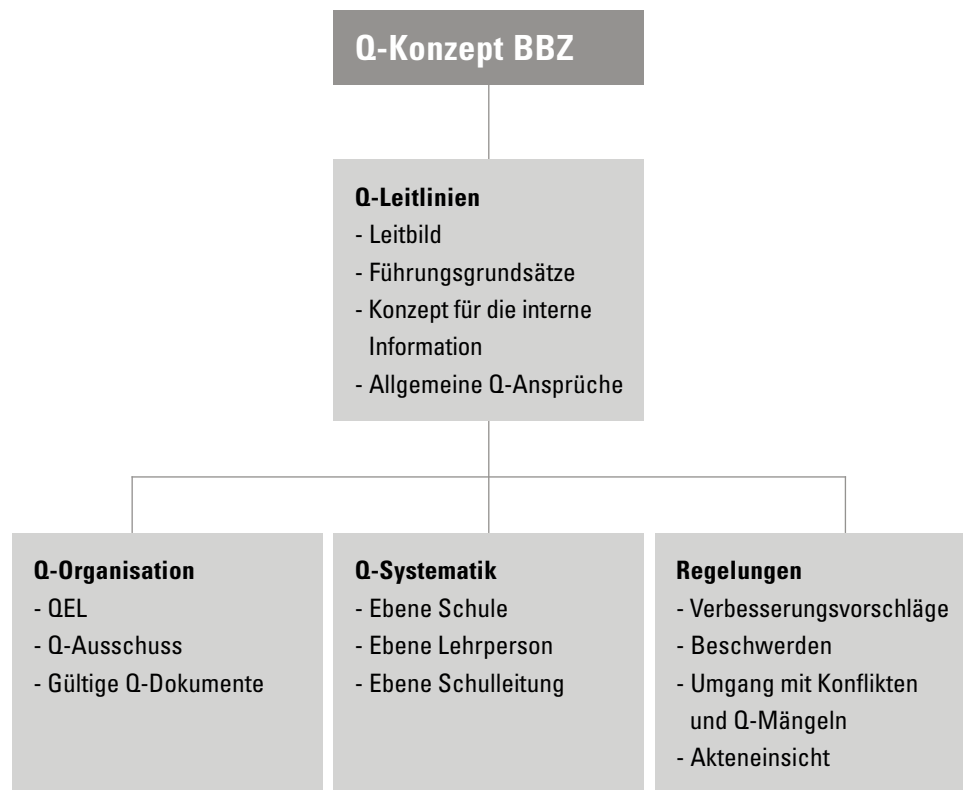 Q-Konzept BBZ
Q-Leitlinien
- Leitbild
- Führungsgrundsätze
- Konzept für die interne
Information
- Allgemeine Q-Ansprüche
Q-Organisation
- QEL
- Q-Ausschuss
- Gültige Q-Dokumente
Q-Systematik
- Ebene Schule
- Ebene Lehrperson
- Ebene Schulleitung
Regelungen
- Verbesserungsvorschläge
- Beschwerden
- Umgang mit Konflikten
und Q-Mängeln
- Akteneinsicht